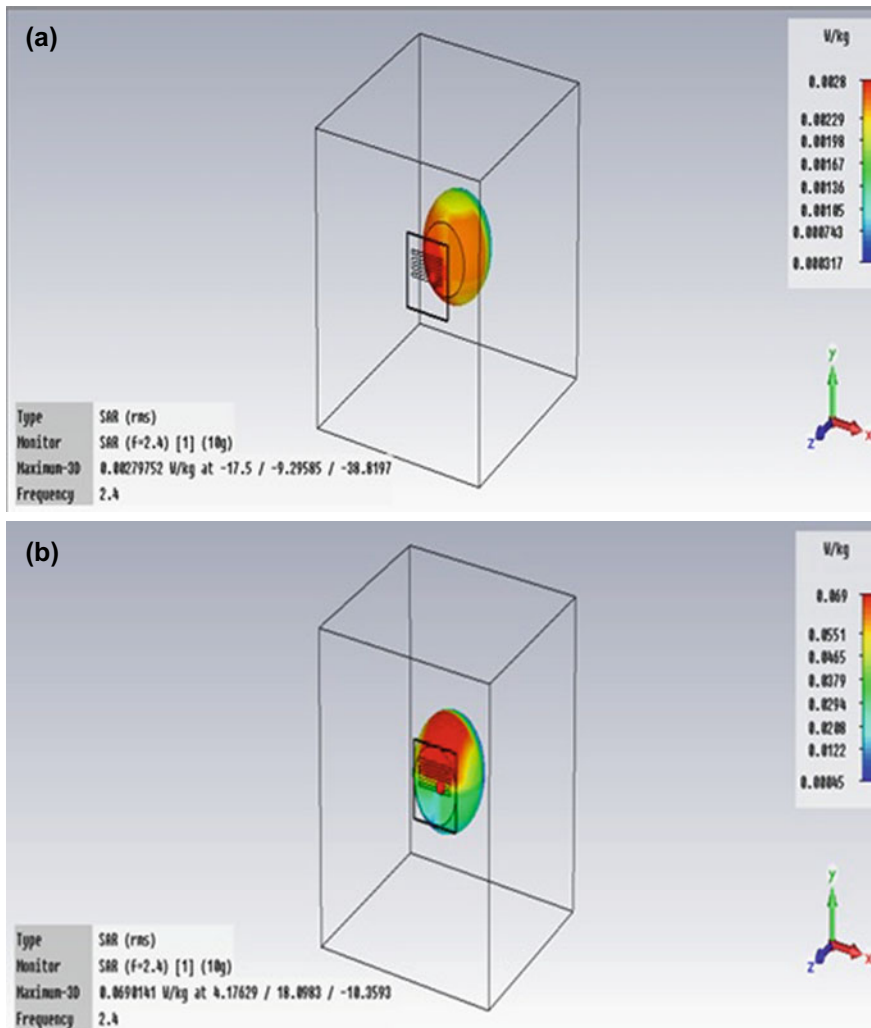 (a)
W/kg
0.0028
0.00229
0.00198
0.00167
0.00136
0.00105
0.000743
0.000317
y
z
x
Type SAR (rms)
Monitor SAR (f=2.4) [1] (10g)
Maximum-3D 0.00279752 W/kg at -17.5 / -9.29585 / -38.8197
Frequency 2.4
(b)
W/kg
0.069
0.0551
0.0465
0.0379
0.0294
0.0208
0.0122
0.00045
y
z
x
Type SAR (rms)
Monitor SAR (f=2.4) [1] (10g)
Maximum-3D 0.0690141 W/kg at 4.17629 / 18.0983 / -10.3593
Frequency 2.4